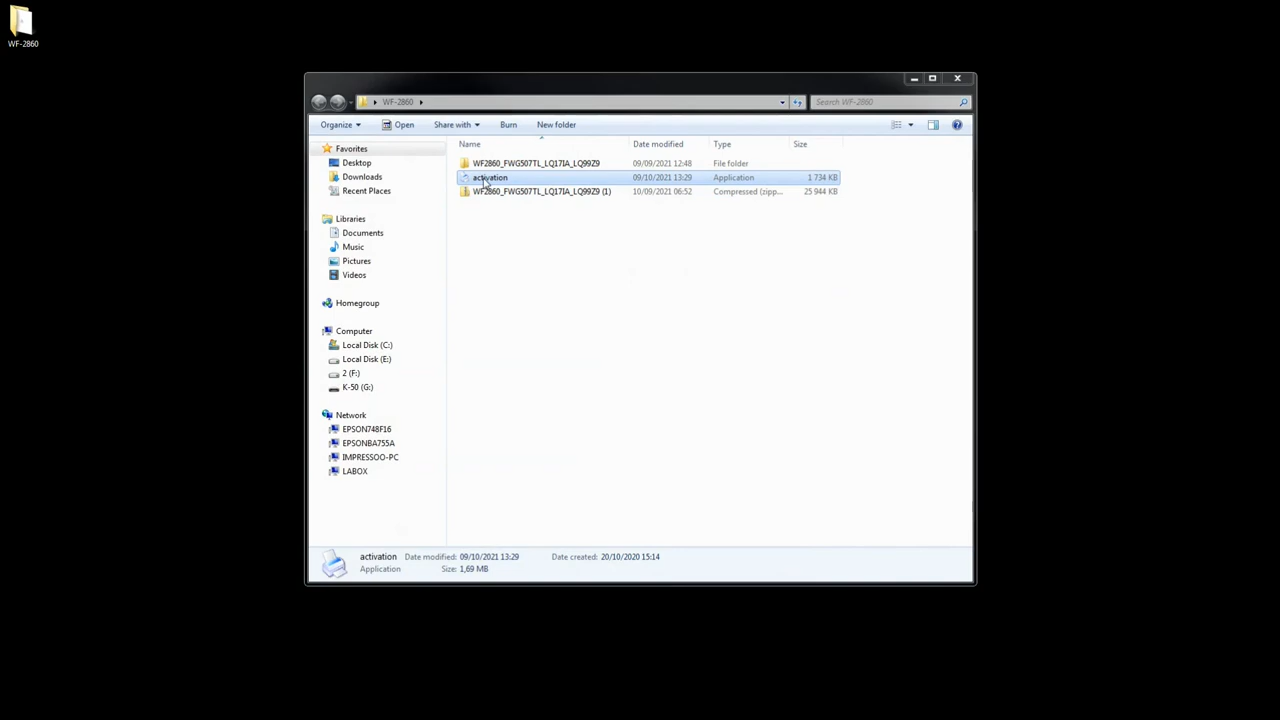 WF-2860
WF-2860
Search WF-2860
Organize Open Share with Burn New folder
Name Date modified Type Size
Favorites
Desktop
Downloads
Recent Places
Libraries
Documents
Music
Pictures
Videos
Homegroup
Computer
Local Disk (C:)
Local Disk (E:)
2 (F:)
K-50 (G:)
Network
EPSON748F16
EPSONBA755A
IMPRESSOO-PC
LABOX
WF2860_FWG507TL_LQ17IA_LQ99Z9 09/09/2021 12:48 File folder
activation 09/10/2021 13:29 Application 1 734 KB
WF2860_FWG507TL_LQ17IA_LQ99Z9 (1) 10/09/2021 06:52 Compressed (zipp... 25 944 KB
activation Date modified: 09/10/2021 13:29 Date created: 20/10/2020 15:14
Application Size: 1,69 MB